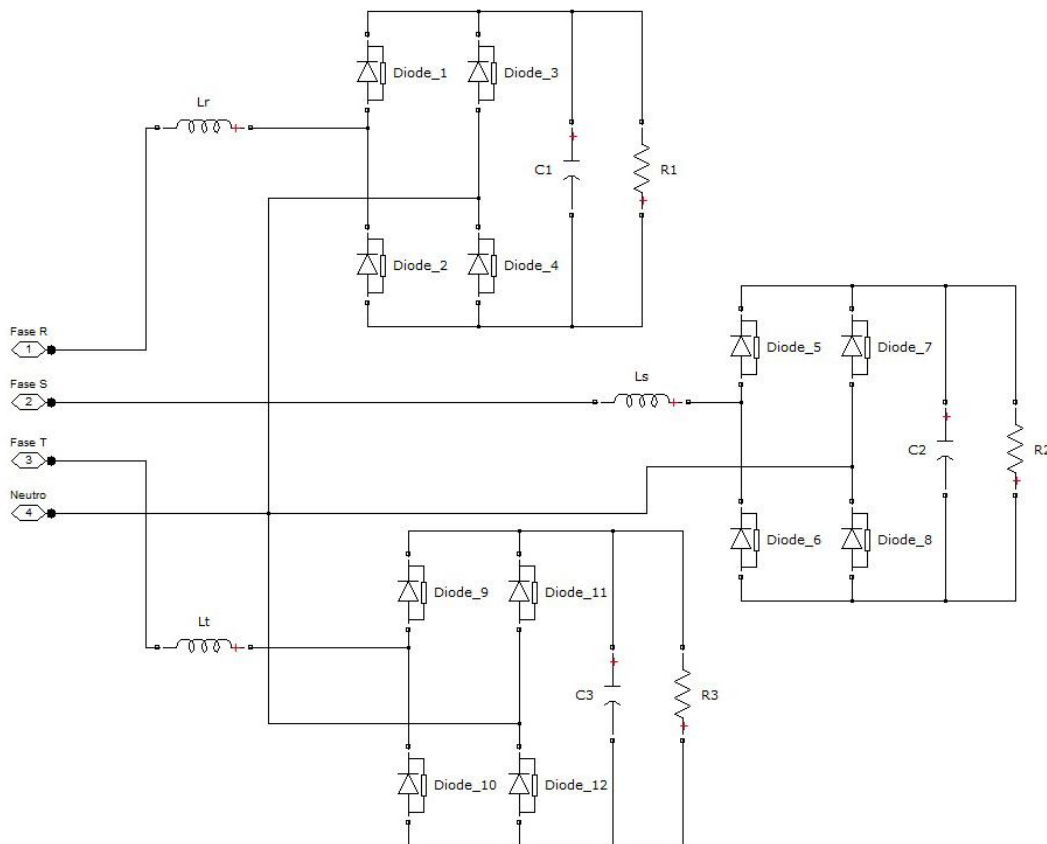 Diode_1
Diode_3
Lr
C1
R1
Diode_2
Diode_4
Fase R
1
Fase S
2
Fase T
3
Neutro
4
Ls
Diode_5
Diode_7
C2
R2
Diode_6
Diode_8
Lt
Diode_9
Diode_11
C3
R3
Diode_10
Diode_12